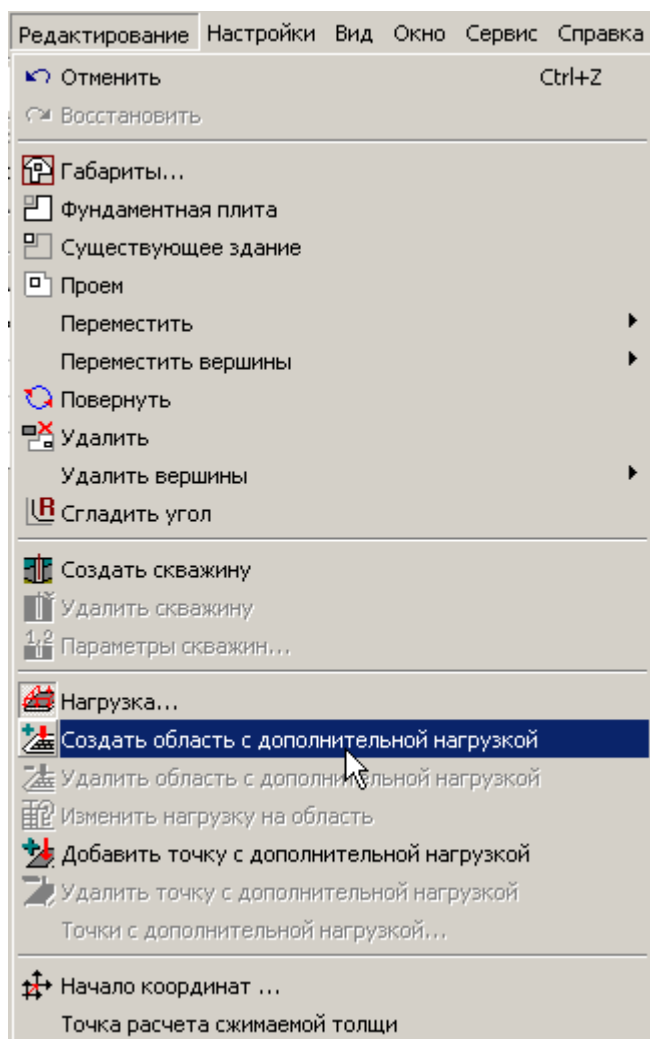 Редактирование Настройки Вид Окно Сервис Справка
Отменить Ctrl+Z
Восстановить
Габариты...
Фундаментная плита
Существующее здание
Проем
Переместить
Переместить вершины
Повернуть
Удалить
Удалить вершины
Сгладить угол
Создать скважину
Удалить скважину
Параметры скважин...
Нагрузка...
Создать область с дополнительной нагрузкой
Удалить область с дополнительной нагрузкой
Изменить нагрузку на область
Добавить точку с дополнительной нагрузкой
Удалить точку с дополнительной нагрузкой
Точки с дополнительной нагрузкой...
Начало координат ...
Точка расчета сжимаемой толщи